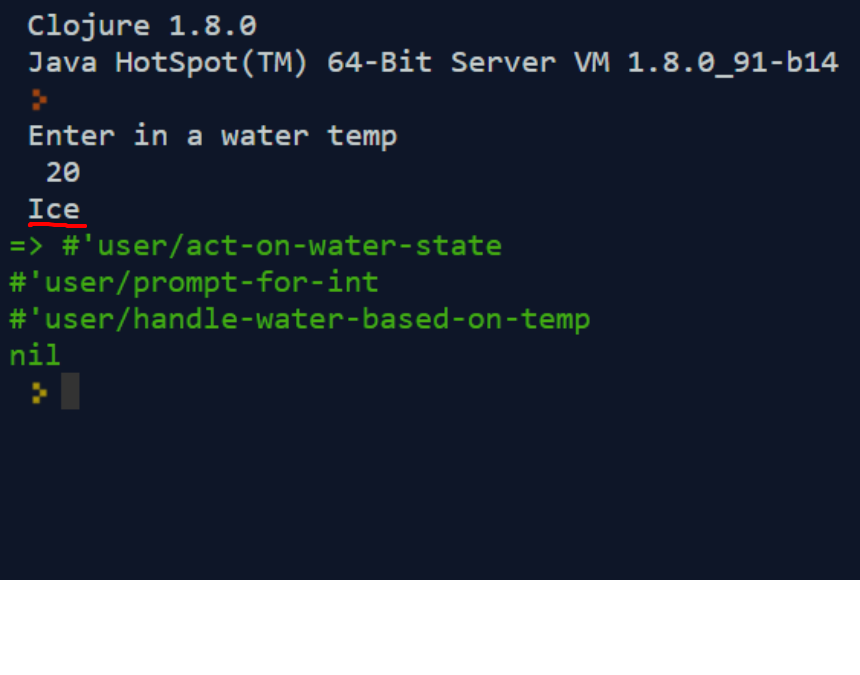 Clojure 1.8.0
Java HotSpot(TM) 64-Bit Server VM 1.8.0_91-b14
>
Enter in a water temp
20
Ice
=> #'user/act-on-water-state
#'user/prompt-for-int
#'user/handle-water-based-on-temp
nil
>